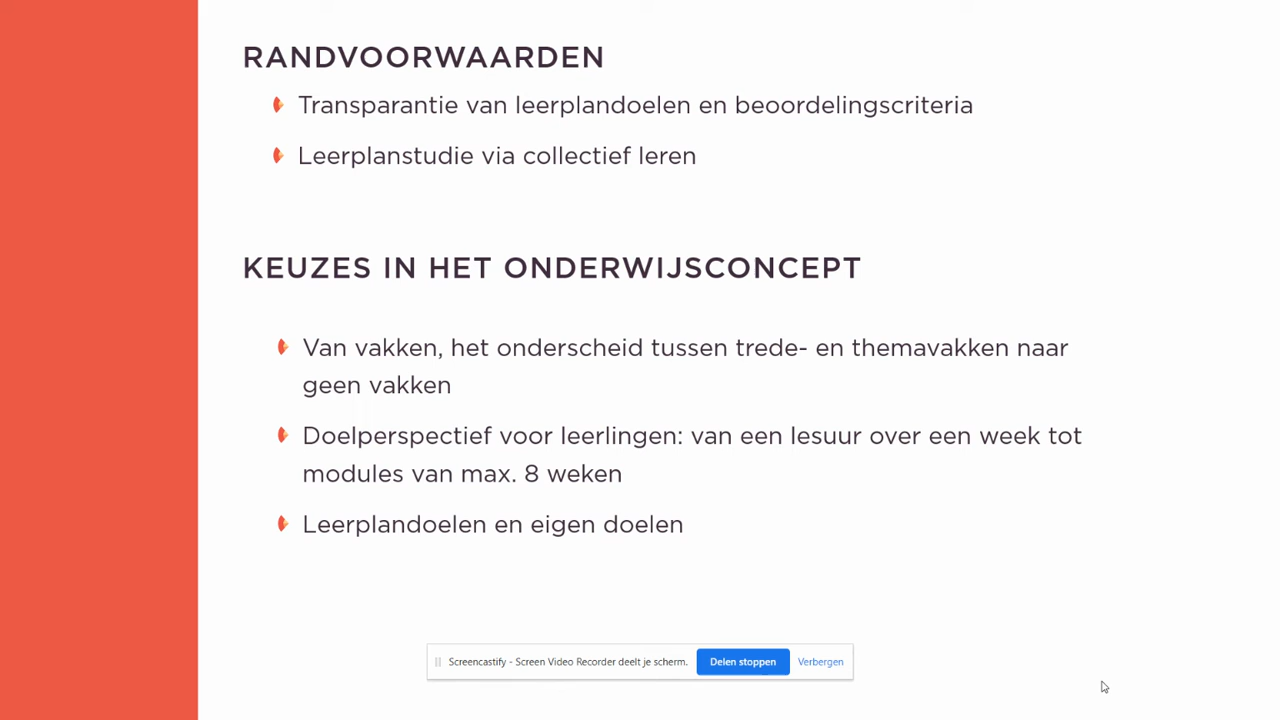 RANDVOORWAARDEN
Transparantie van leerplandoelen en beoordelingscriteria
Leerplanstudie via collectief leren
KEUZES IN HET ONDERWIJSCONCEPT
Van vakken, het onderscheid tussen trede- en themavakken naar
geen vakken
Doelperspectief voor leerlingen: van een lesuur over een week tot
modules van max. 8 weken
Leerplandoelen en eigen doelen
Screencastify - Screen Video Recorder deelt je scherm. Delen stoppen Verbergen